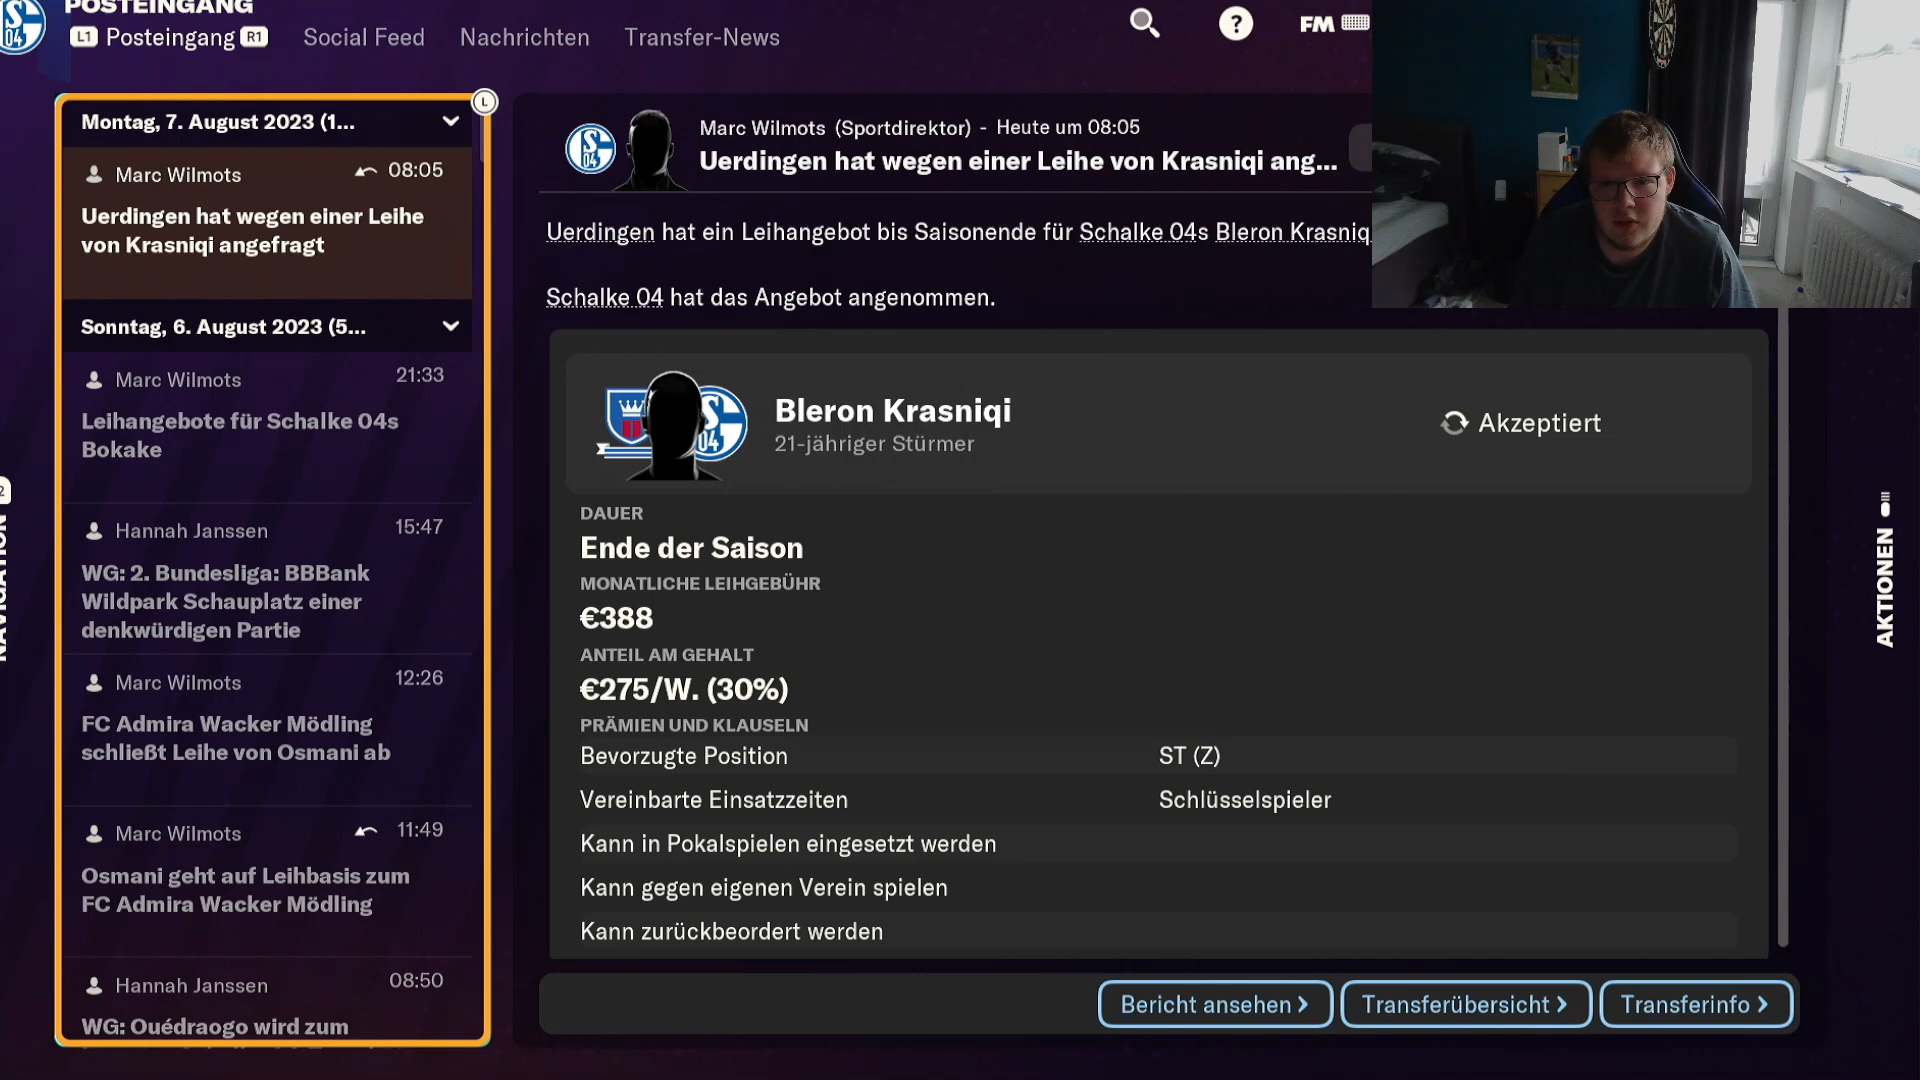 POSTEINGANG
L1 Posteingang R1 Social Feed Nachrichten Transfer-News
? FM
L
Montag, 7. August 2023 (1...
Marc Wilmots 08:05
Uerdingen hat wegen einer Leihe
von Krasniqi angefragt
Sonntag, 6. August 2023 (5...
Marc Wilmots 21:33
Leihangebote für Schalke 04s
Bokake
Hannah Janssen 15:47
WG: 2. Bundesliga: BBBank
Wildpark Schauplatz einer
denkwürdigen Partie
Marc Wilmots 12:26
FC Admira Wacker Mödling
schließt Leihe von Osmani ab
Marc Wilmots 11:49
Osmani geht auf Leihbasis zum
FC Admira Wacker Mödling
Hannah Janssen 08:50
WG: Ouédraogo wird zum
Marc Wilmots (Sportdirektor) - Heute um 08:05
Uerdingen hat wegen einer Leihe von Krasniqi ang...
Uerdingen hat ein Leihangebot bis Saisonende für Schalke 04s Bleron Krasniq
Schalke 04 hat das Angebot angenommen.
Bleron Krasniqi
21-jähriger Stürmer
Akzeptiert
DAUER
Ende der Saison
MONATLICHE LEIHGEBÜHR
€388
ANTEIL AM GEHALT
€275/W. (30%)
PRÄMIEN UND KLAUSELN
Bevorzugte Position ST (Z)
Vereinbarte Einsatzzeiten Schlüsselspieler
Kann in Pokalspielen eingesetzt werden
Kann gegen eigenen Verein spielen
Kann zurückbeordert werden
Bericht ansehen Transferübersicht Transferinfo
NAVIGATION
AKTIONEN